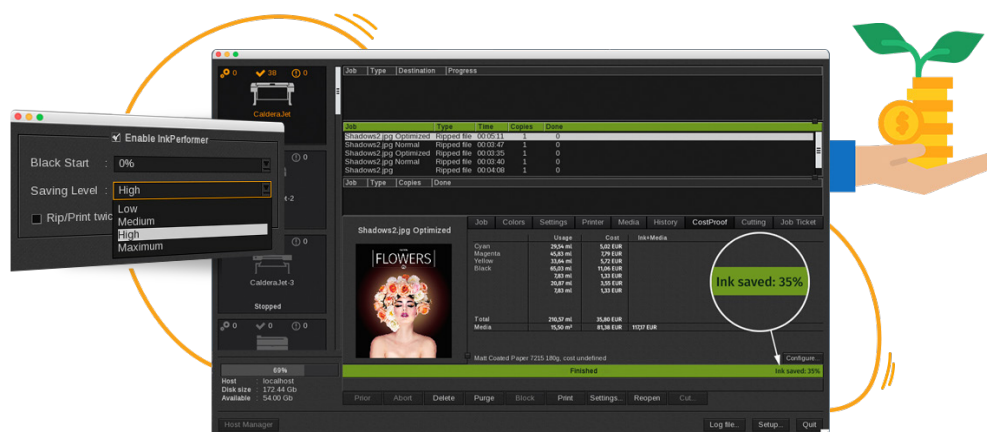 Enable InkPerformer
Black Start : 0%
Saving Level : High
Rip/Print twic
Low
Medium
High
Maximum
0 38 0
CalderaJet
0
t-2
0
CalderaJet-3
Stopped
0 0 0
69%
Host : localhost
Disk size : 172.44 Gb
Available : 54.00 Gb
Host Manager
Job Type Destination Progress
Job Type Time Copies Done
Shadows2.jpg Optimized Ripped file 00:05:11 1 0
Shadows2.jpg Normal Ripped file 00:03:47 1 0
Shadows2.jpg Optimized Ripped file 00:03:35 1 0
Shadows2.jpg Normal Ripped file 00:03:40 1 0
Shadows2.jpg Ripped file 00:04:08 1 0
Job Type Copies Done
Shadows2.jpg Optimized
FLOWERS
Job Colors Settings Printer Media History CostProof Cutting Job Ticket
Usage Cost Ink+Media
Cyan 29,54 ml 5,02 EUR
Magenta 45,83 ml 7,79 EUR
Yellow 33,64 ml 5,72 EUR
Black 65,03 ml 11,06 EUR
7,83 ml 1,33 EUR
20,87 ml 3,55 EUR
7,83 ml 1,33 EUR
Total 210,57 ml 35,80 EUR
Media 15,50 m² 81,38 EUR 117,17 EUR
Ink saved: 35%
Matt Coated Paper 7215 180g, cost undefined
Configure...
Finished
Ink saved: 35%
Prior Abort Delete Purge Block Print Settings... Reopen Cut...
Log file... Setup... Quit